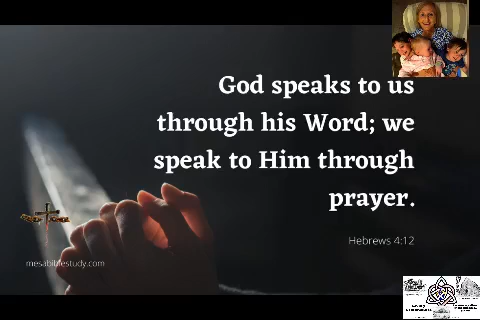 God speaks to us
through his Word; we
speak to Him through
prayer.
Hebrews 4:12
mesabiblestudy.com